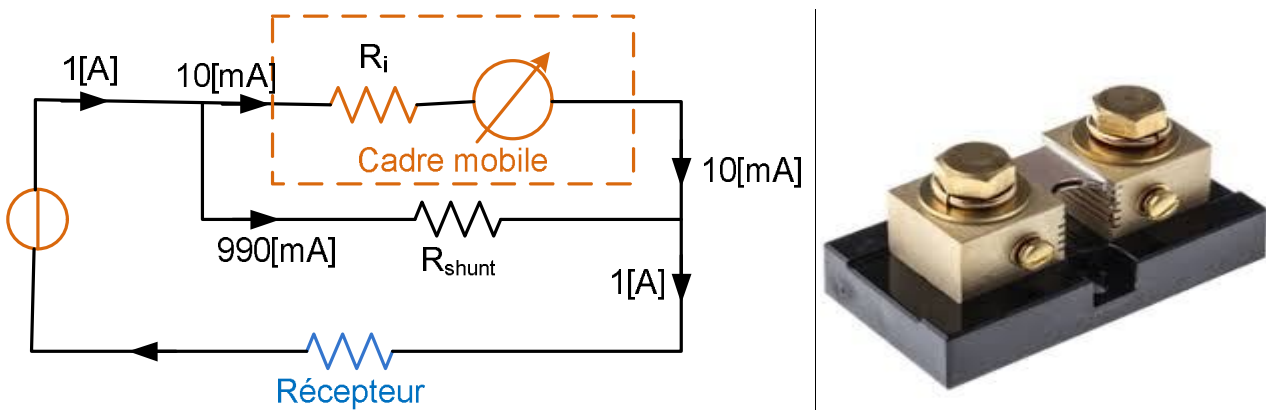 1[A]
10[mA]
Ri
Cadre mobile
10[mA]
990[mA]
Rshunt
1[A]
Récepteur